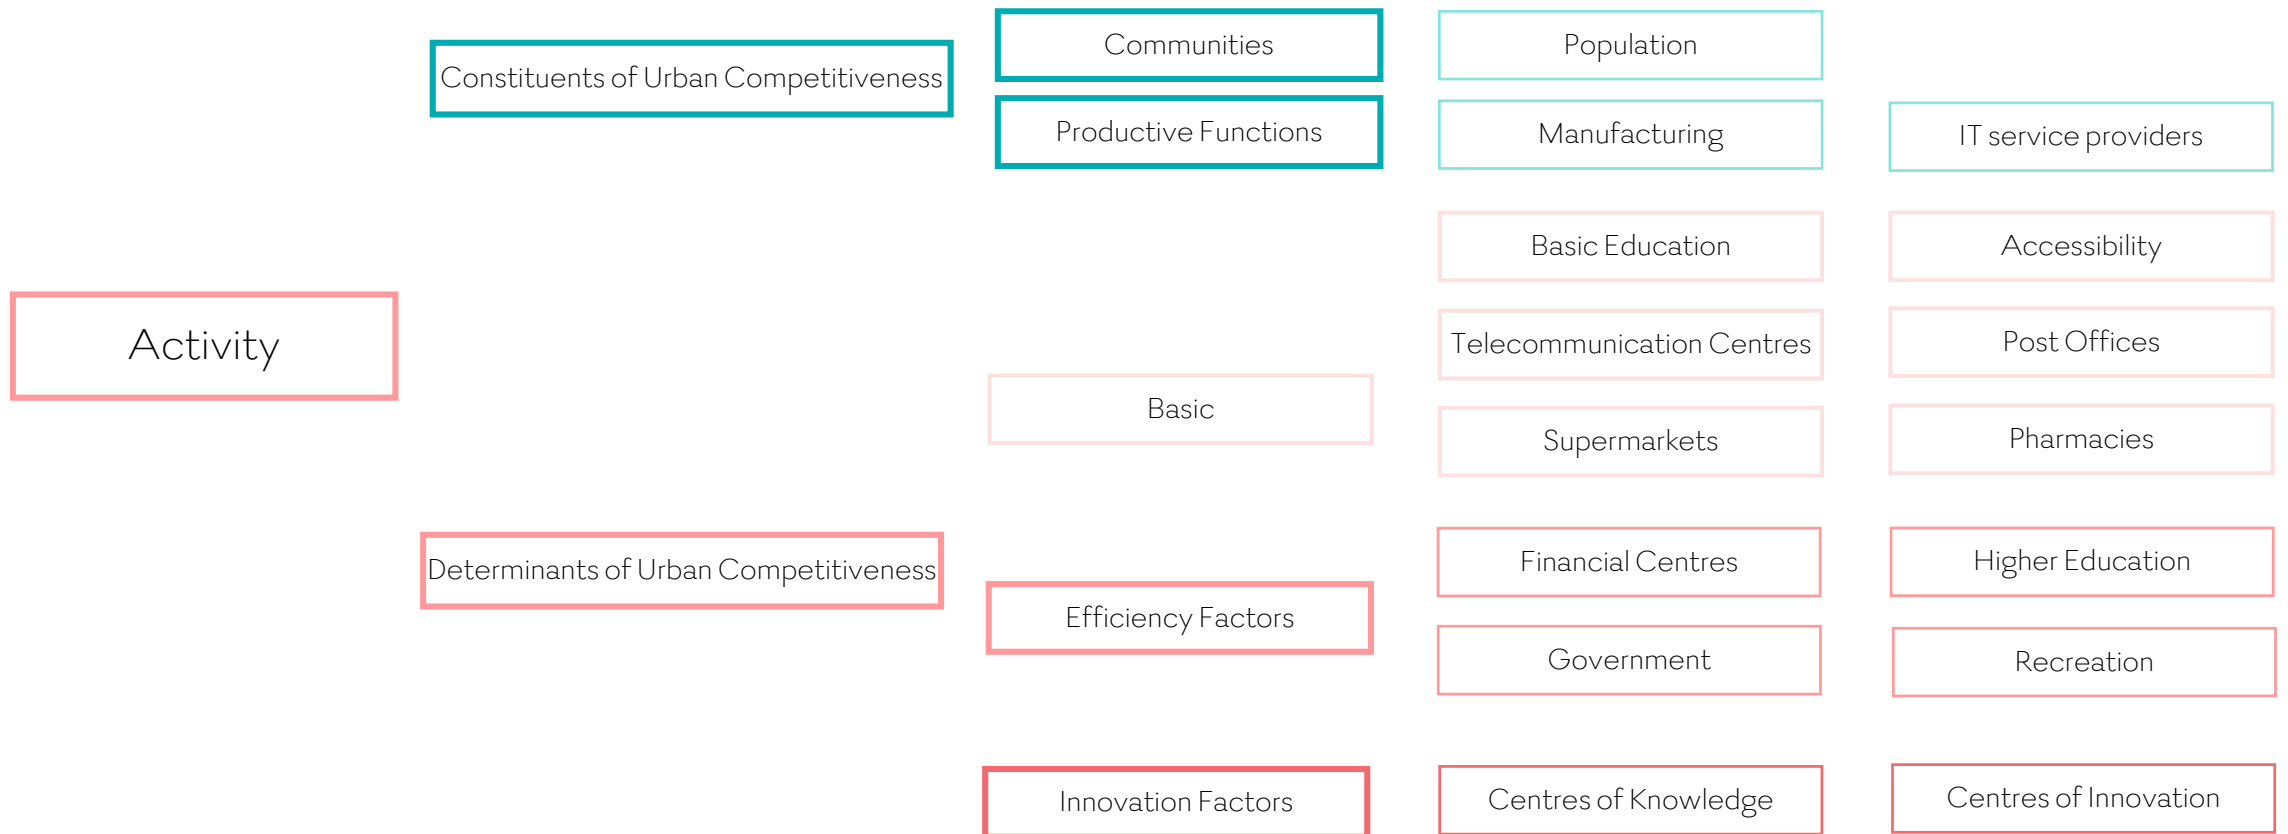 Activity
Constituents of Urban Competitiveness
Communities
Population
Productive Functions
Manufacturing
IT service providers
Determinants of Urban Competitiveness
Basic
Basic Education
Accessibility
Telecommunication Centres
Post Offices
Supermarkets
Pharmacies
Efficiency Factors
Financial Centres
Higher Education
Government
Recreation
Innovation Factors
Centres of Knowledge
Centres of Innovation